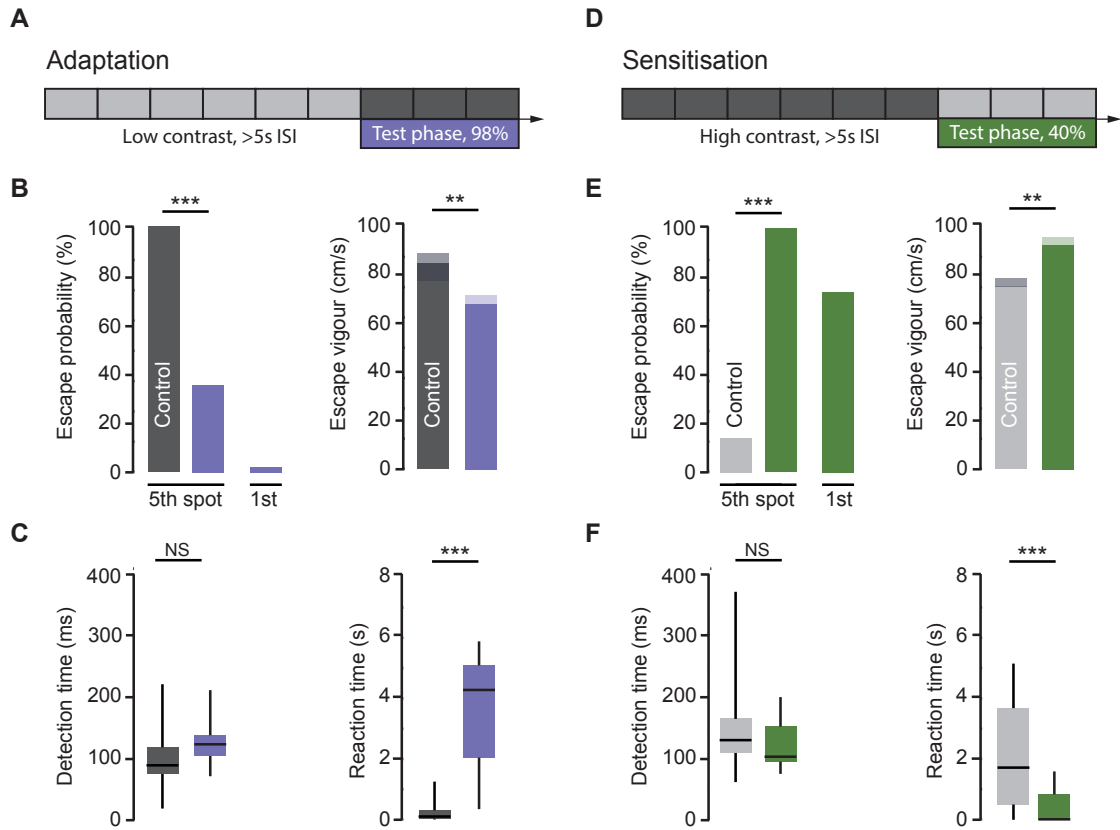 A
Adaptation
Low contrast, >5s ISI
Test phase, 98%
B
Escape probability (%)
100
80
60
40
20
0
***
Control
5th spot
1st
Escape vigour (cm/s)
100
80
60
40
20
0
**
Control
C
Detection time (ms)
400
300
200
100
0
NS
Reaction time (s)
8
6
4
2
0
***
D
Sensitisation
High contrast, >5s ISI
Test phase, 40%
E
Escape probability (%)
100
80
60
40
20
0
***
Control
5th spot
1st
Escape vigour (cm/s)
100
80
60
40
20
0
**
Control
F
Detection time (ms)
400
300
200
100
0
NS
Reaction time (s)
8
6
4
2
0
***